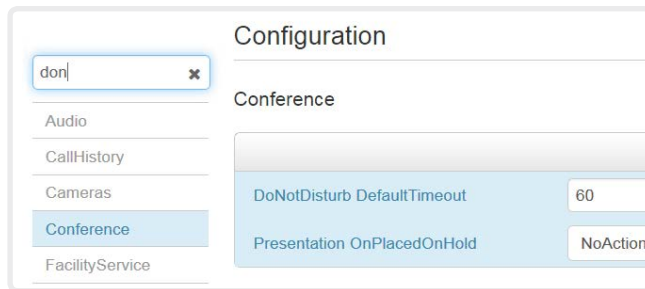 Configuration
don
Conference
Audio
CallHistory
Cameras
Conference
FacilityService
DoNotDisturb DefaultTimeout 60
Presentation OnPlacedOnHold NoAction